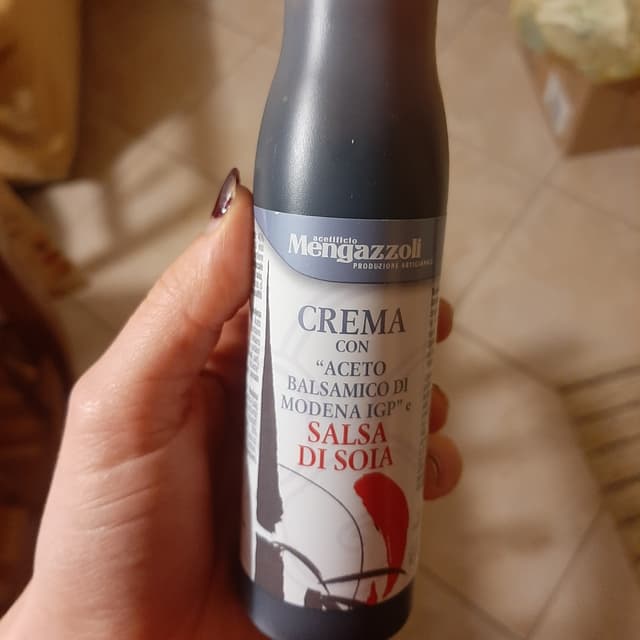 acetificio
Mengazzoli
PRODUZIONE ARTIGIANALE
CREMA
CON
"ACETO
BALSAMICO DI
MODENA IGP" e
SALSA
DI SOIA